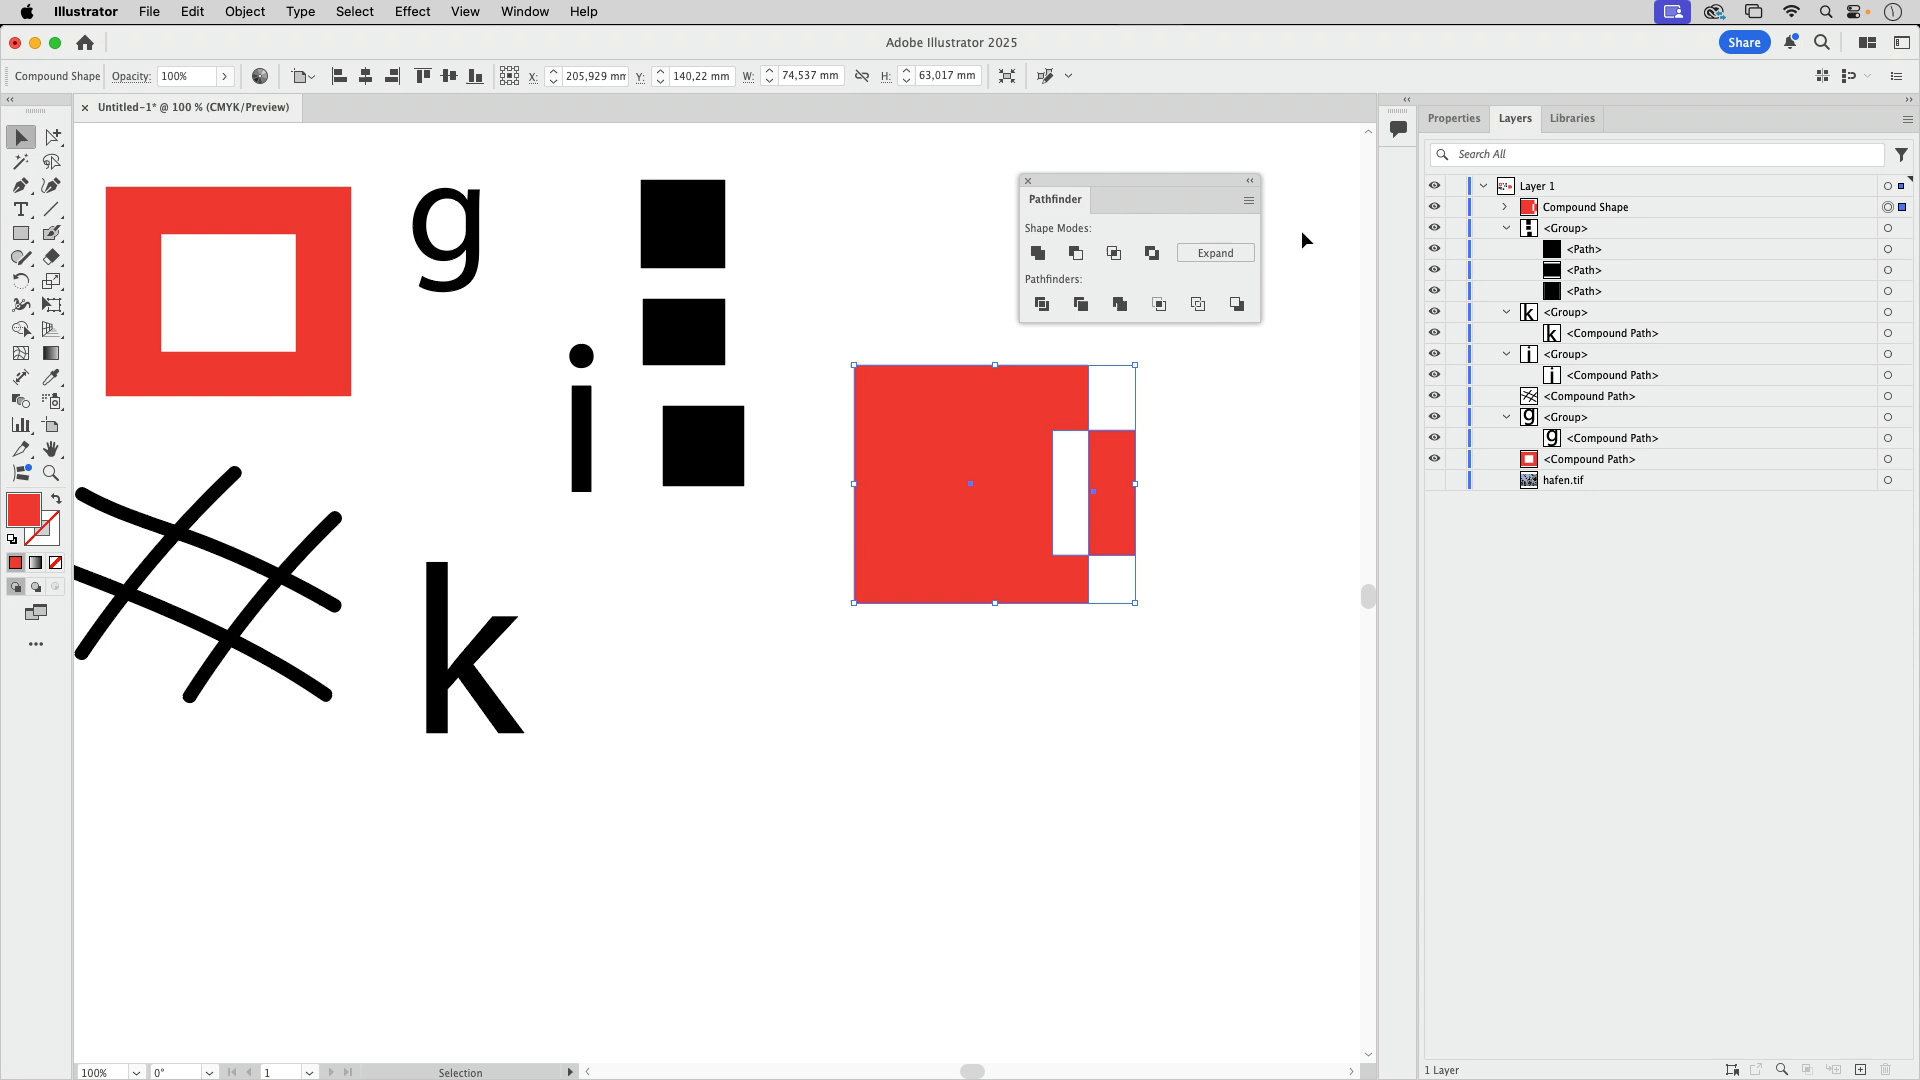 Illustrator File Edit Object Type Select Effect View Window Help
Adobe Illustrator 2025
Share
Compound Shape Opacity: 100% X: 205,929 mm Y: 140,22 mm W: 74,537 mm H: 63,017 mm
Untitled-1* @ 100 % (CMYK/Preview)
Properties Layers Libraries
Search All
Layer 1
Compound Shape
<Group>
<Path>
<Path>
<Path>
<Group>
<Compound Path>
<Group>
<Compound Path>
<Compound Path>
<Group>
<Compound Path>
<Compound Path>
hafen.tif
Pathfinder
Shape Modes:
Expand
Pathfinders:
g
i
k
100% 0° 1 Selection
1 Layer